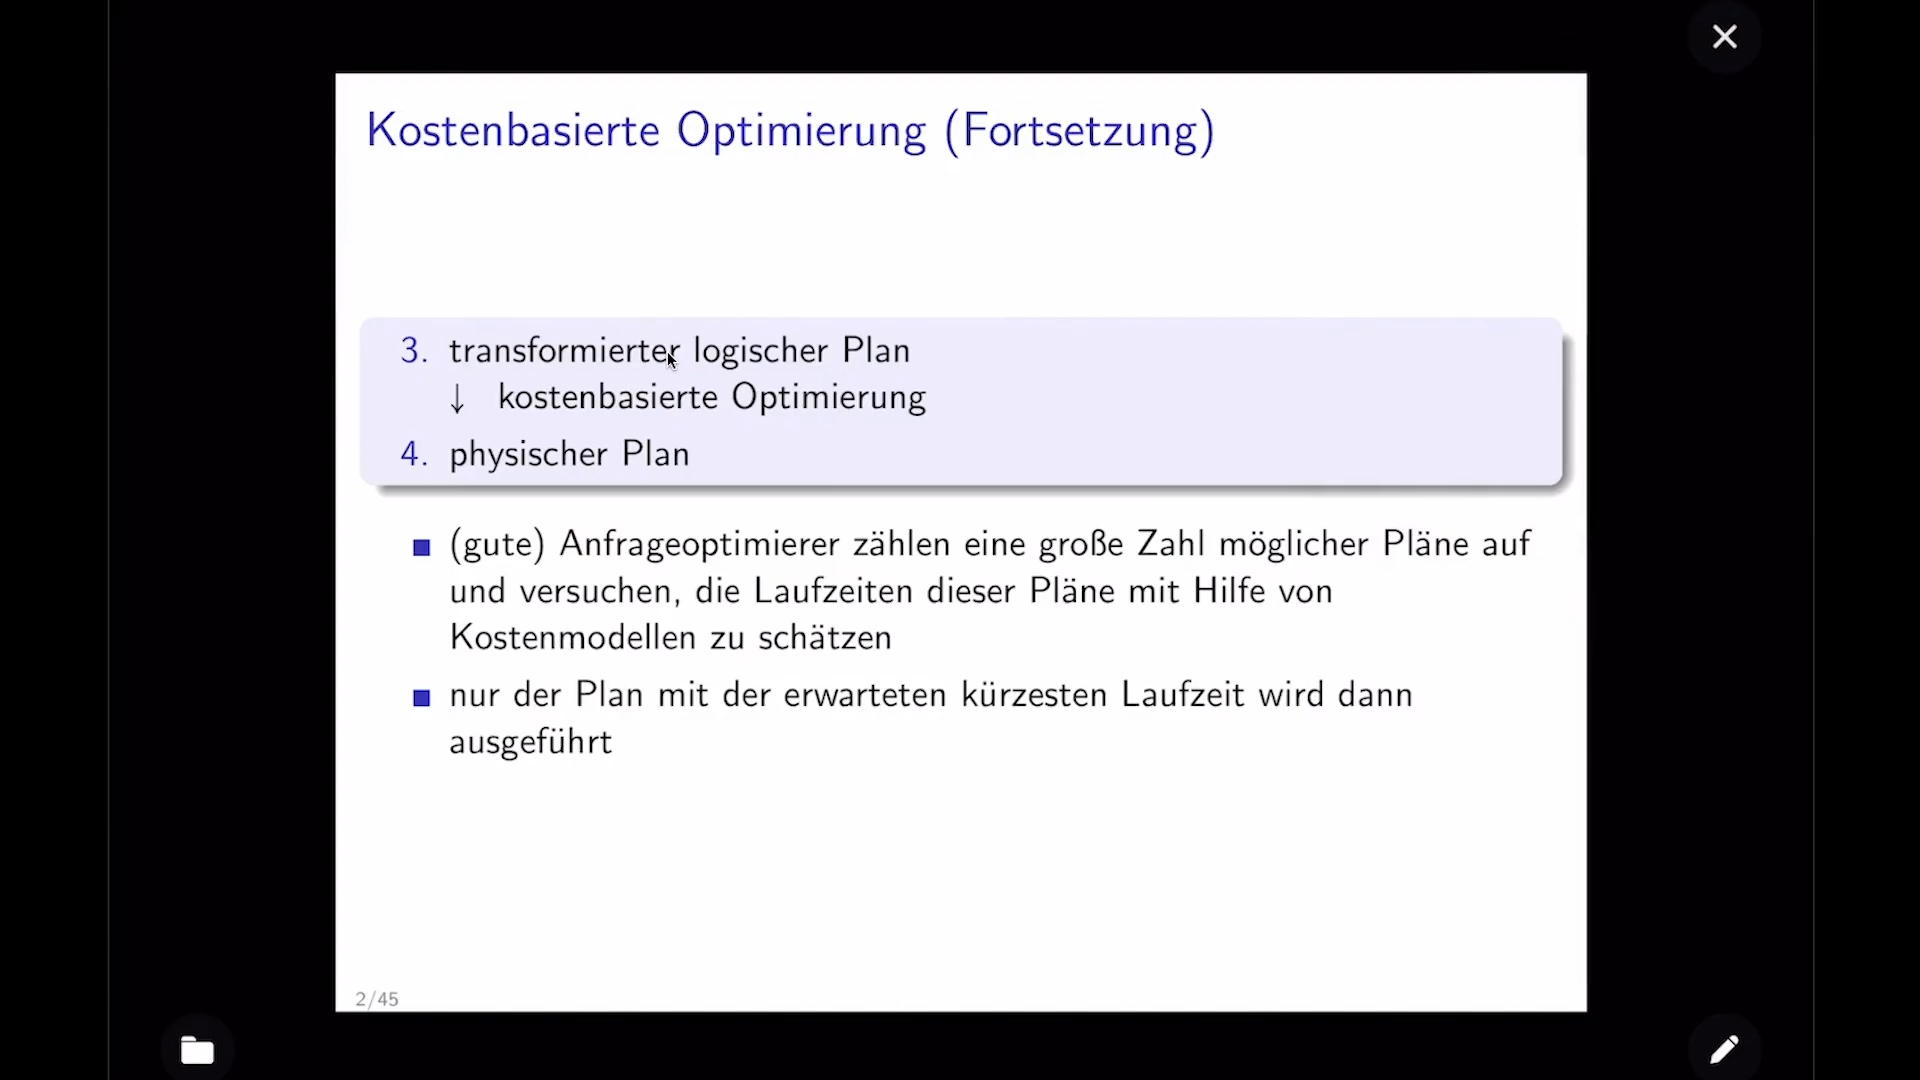 Kostenbasierte Optimierung (Fortsetzung)
3. transformierter logischer Plan
↓ kostenbasierte Optimierung
4. physischer Plan
■ (gute) Anfrageoptimierer zählen eine große Zahl möglicher Pläne auf
und versuchen, die Laufzeiten dieser Pläne mit Hilfe von
Kostenmodellen zu schätzen
■ nur der Plan mit der erwarteten kürzesten Laufzeit wird dann
ausgeführt
2/45